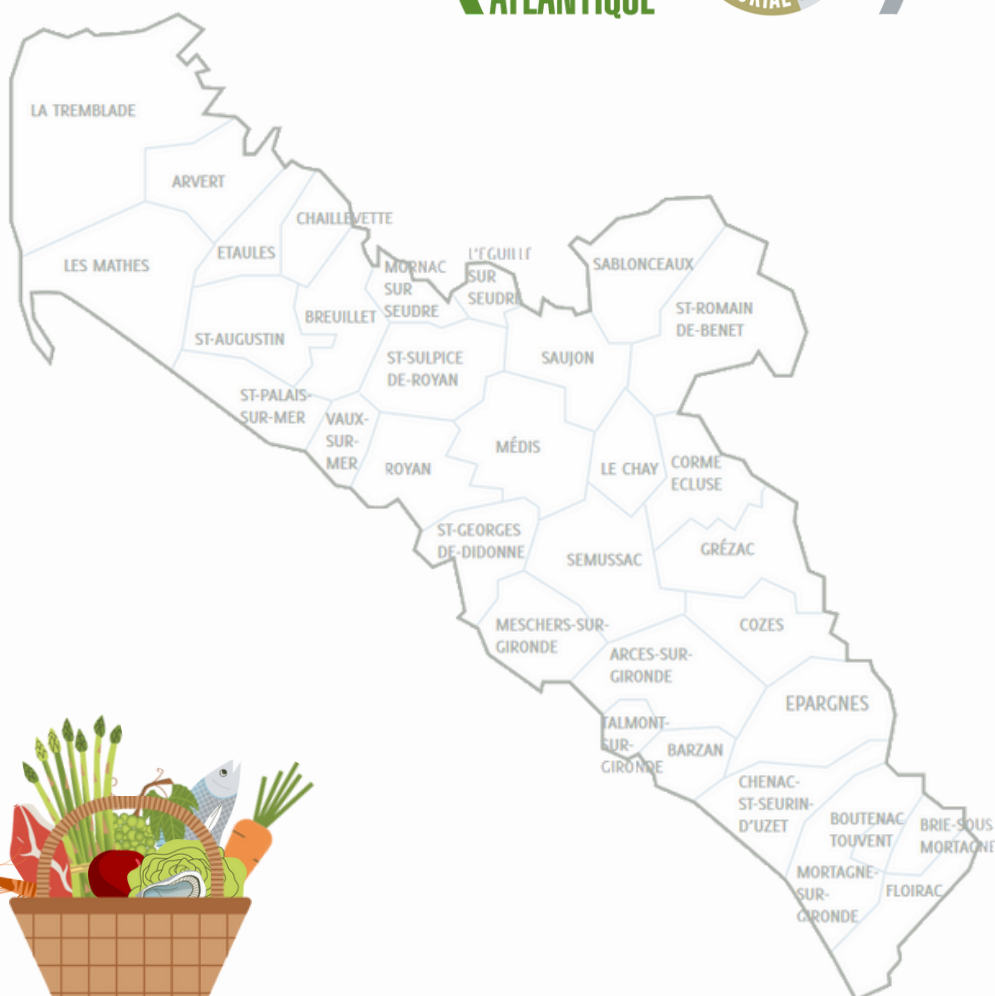 ATLANTIQUE
LA TREMBLADE
ARVERT
CHAILLEVETTE
LES MATHES
ETAULES
MORNAC
SUR
SEUDRE
L'EGUILLE
SUR
SEUDRE
SABLONCEAUX
ST-ROMAIN
DE-BENET
BREUILLET
ST-AUGUSTIN
ST-SULPICE
DE-ROYAN
SAUJON
ST-PALAIS-
SUR-MER
VAUX-
SUR-
MER
ROYAN
MÉDIS
LE CHAY
CORME
ECLUSE
ST-GEORGES
DE-DIDONNE
SEMUSSAC
GRÉZAC
MESCHERS-SUR-
GIRONDE
COZES
ARCES-SUR-
GIRONDE
EPARGNES
TALMONT-
SUR-
GIRONDE
BARZAN
CHENAC-
ST-SEURIN-
D'UZET
BOUTENAC
TOUVENT
BRIE-SOUS
MORTAGNE
MORTAGNE-
SUR-
GIRONDE
FLOIRAC